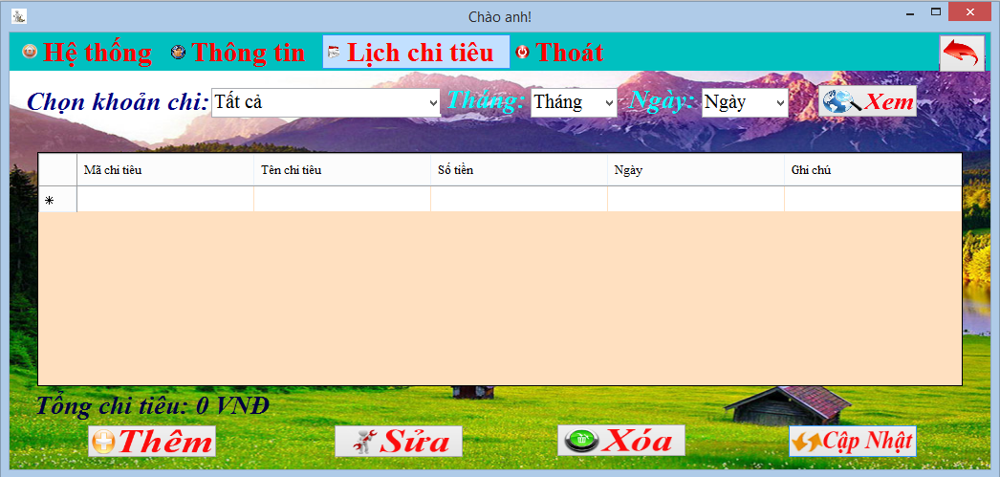 Chào anh!
Hệ thống Thông tin Lịch chi tiêu Thoát
Chọn khoản chi: Tất cả Tháng: Tháng Ngày: Ngày Xem
Mã chi tiêu Tên chi tiêu Số tiền Ngày Ghi chú
Tổng chi tiêu: 0 VNĐ
Thêm Sửa Xóa Cập Nhật